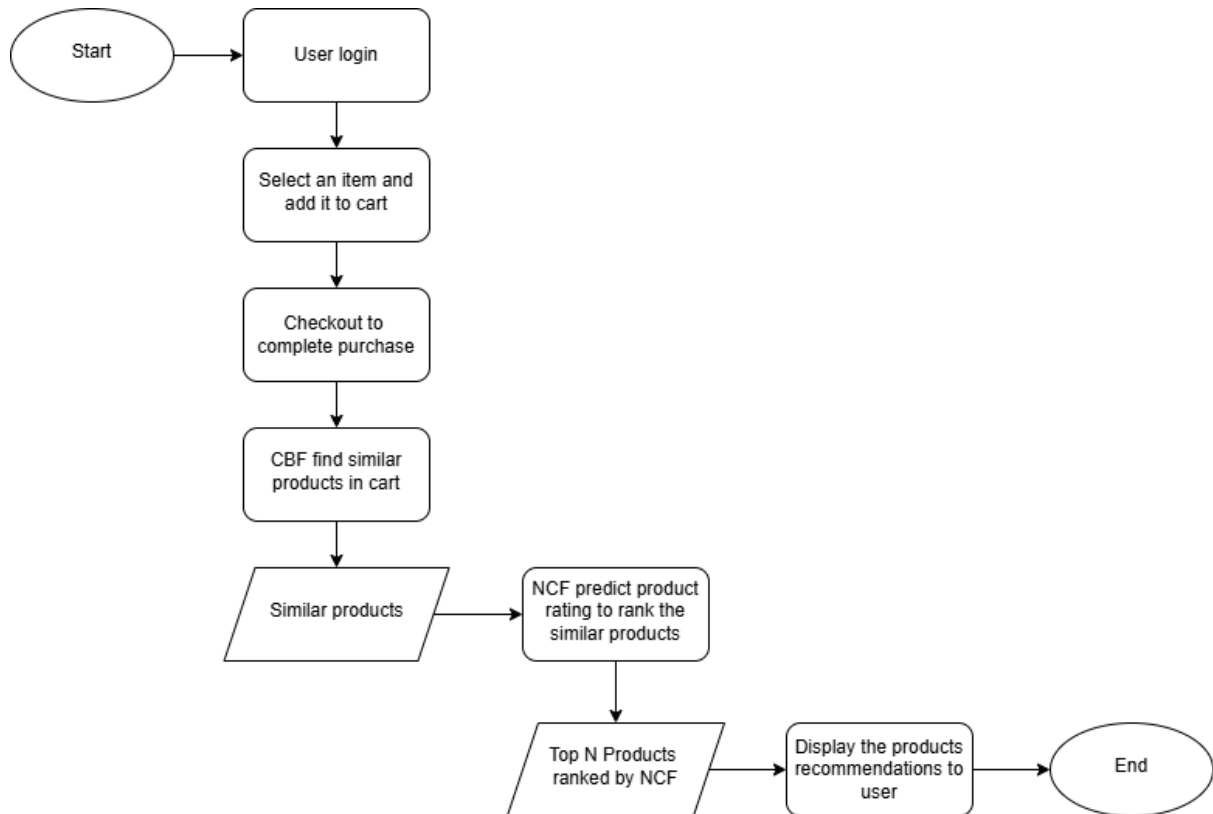 Start
User login
Select an item and
add it to cart
Checkout to
complete purchase
CBF find similar
products in cart
Similar products
NCF predict product
rating to rank the
similar products
Top N Products
ranked by NCF
Display the products
recommendations to
user
End